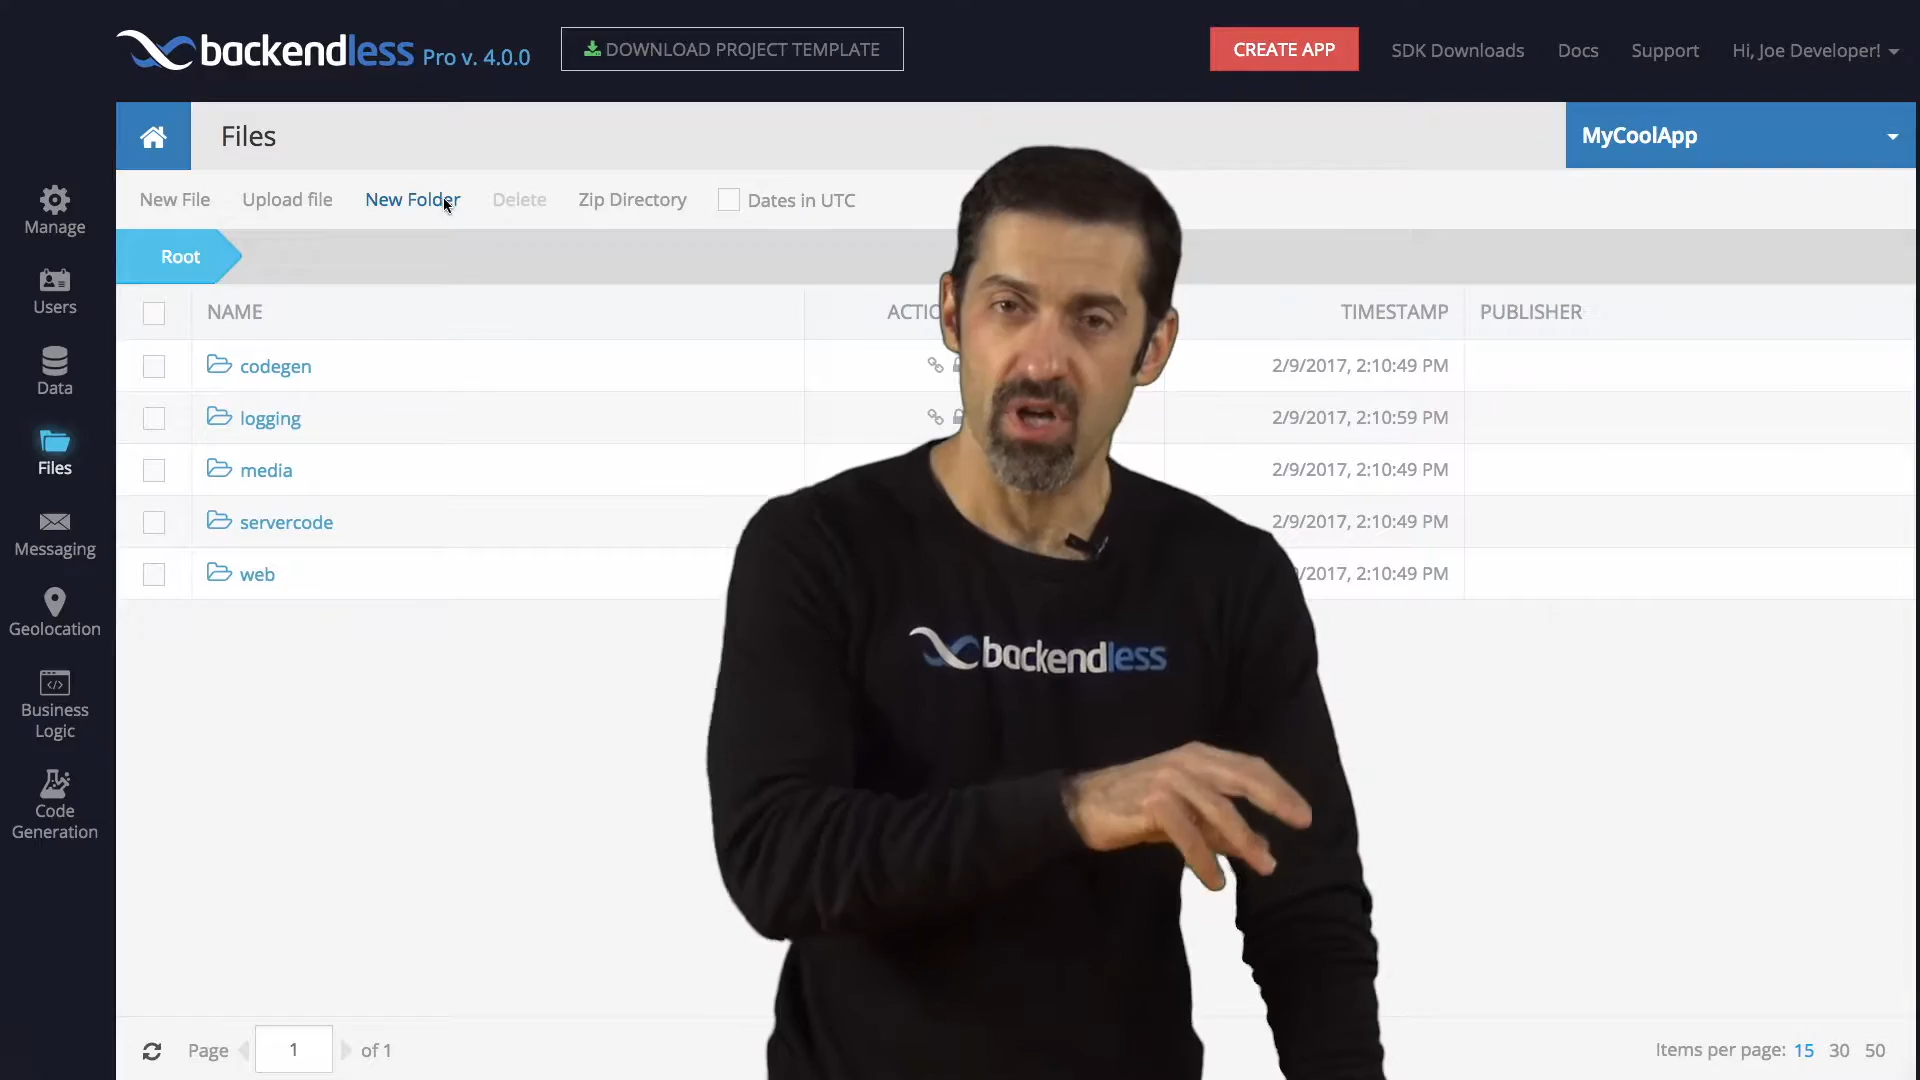 backendless Pro v. 4.0.0
DOWNLOAD PROJECT TEMPLATE
CREATE APP
SDK Downloads
Docs
Support
Hi, Joe Developer!
Files
MyCoolApp
New File
Upload file
New Folder
Delete
Zip Directory
Dates in UTC
Root
NAME
ACTIO
TIMESTAMP
PUBLISHER
codegen
2/9/2017, 2:10:49 PM
logging
2/9/2017, 2:10:59 PM
media
2/9/2017, 2:10:49 PM
servercode
2/9/2017, 2:10:49 PM
web
/2017, 2:10:49 PM
Manage
Users
Data
Files
Messaging
Geolocation
Business
Logic
Code
Generation
backendless
Page 1 of 1
Items per page: 15 30 50